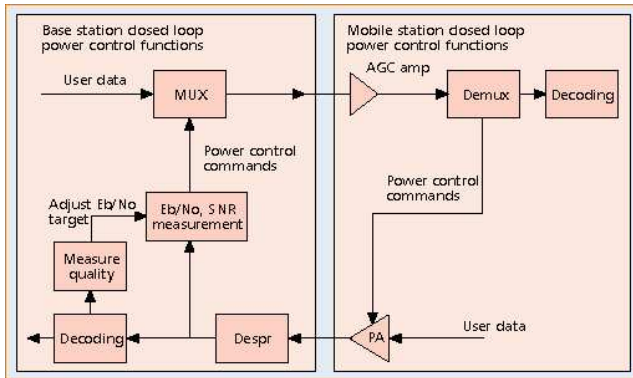 Base station closed loop
power control functions
User data
MUX
Power control
commands
Adjust Eb/No
target
Eb/No, SNR
measurement
Measure
quality
Decoding
Despr
Mobile station closed loop
power control functions
AGC amp
Demux
Decoding
Power control
commands
PA
User data